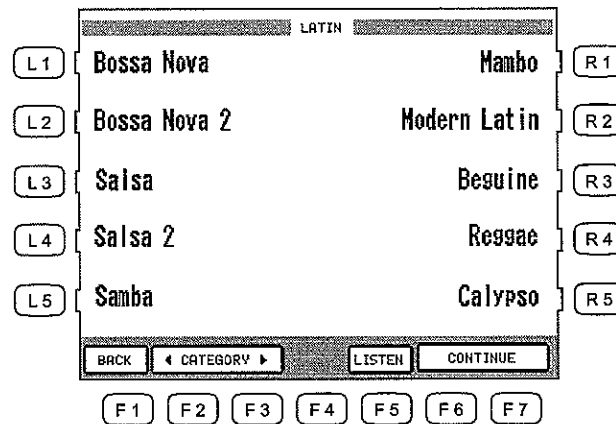 LATIN
L1 Bossa Nova Mambo R1
L2 Bossa Nova 2 Modern Latin R2
L3 Salsa Beguine R3
L4 Salsa 2 Reggae R4
L5 Samba Calypso R5
BACK ◀ CATEGORY ▶ LISTEN CONTINUE
F1 F2 F3 F4 F5 F6 F7